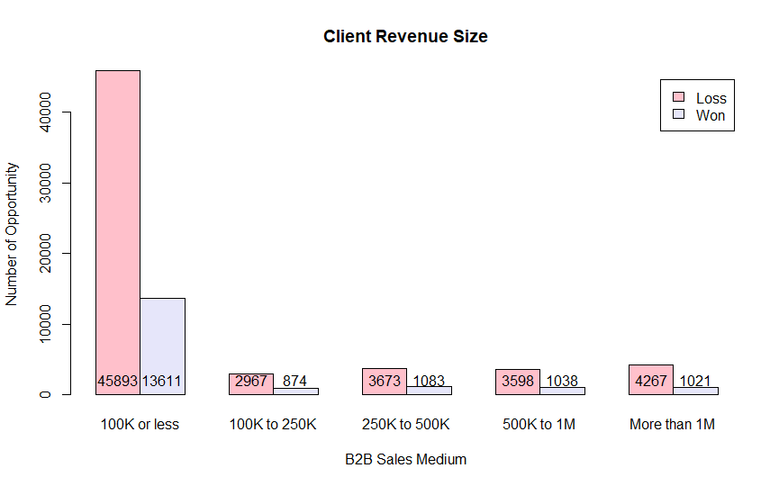 Client Revenue Size
Loss
Won
Number of Opportunity
40000
30000
20000
10000
0
45893 13611 2967 874 3673 1083 3598 1038 4267 1021
100K or less 100K to 250K 250K to 500K 500K to 1M More than 1M
B2B Sales Medium